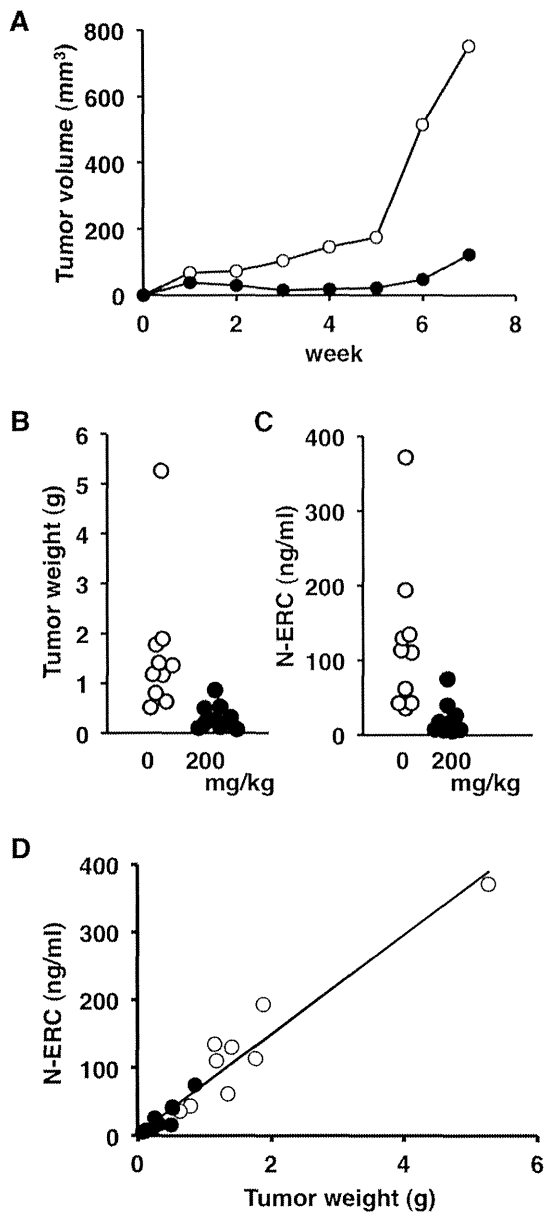 A
Tumor volume (mm³)
800
600
400
200
0
0 2 4 6 8
week
B
Tumor weight (g)
6
5
4
3
2
1
0
0 200
mg/kg
C
N-ERC (ng/ml)
400
300
200
100
0
0 200
mg/kg
D
N-ERC (ng/ml)
400
300
200
100
0
0 2 4 6
Tumor weight (g)